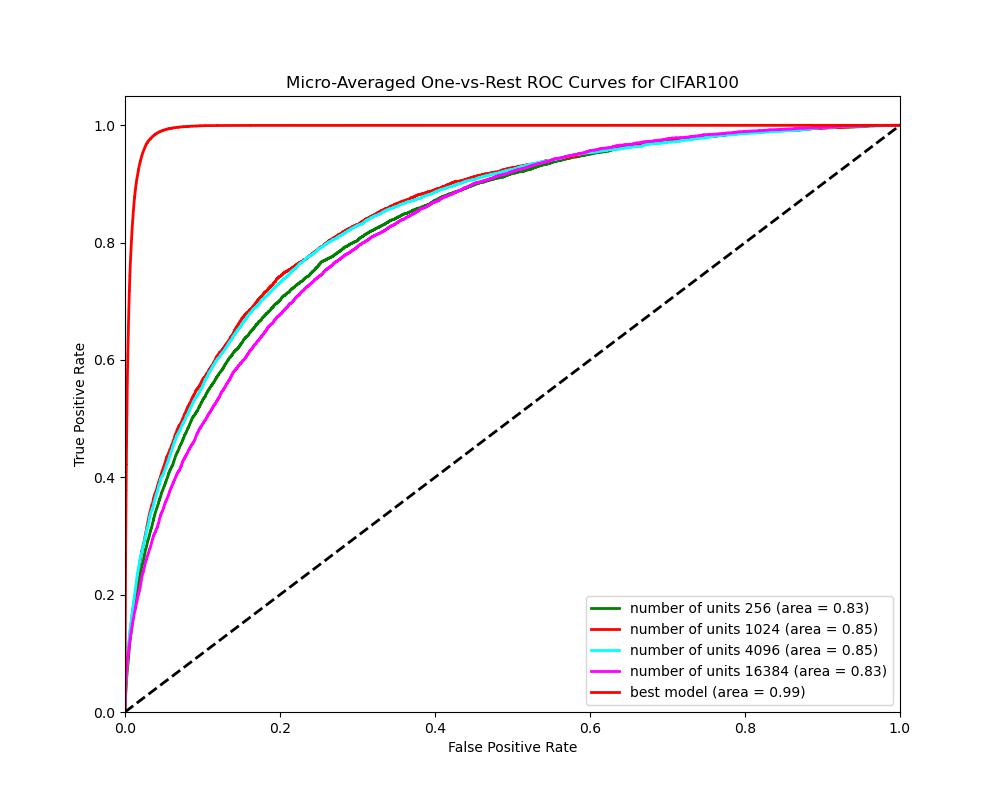 Micro-Averaged One-vs-Rest ROC Curves for CIFAR100
True Positive Rate
1.0
0.8
0.6
0.4
0.2
0.0
number of units 256 (area = 0.83)
number of units 1024 (area = 0.85)
number of units 4096 (area = 0.85)
number of units 16384 (area = 0.83)
best model (area = 0.99)
0.0 0.2 0.4 0.6 0.8 1.0
False Positive Rate